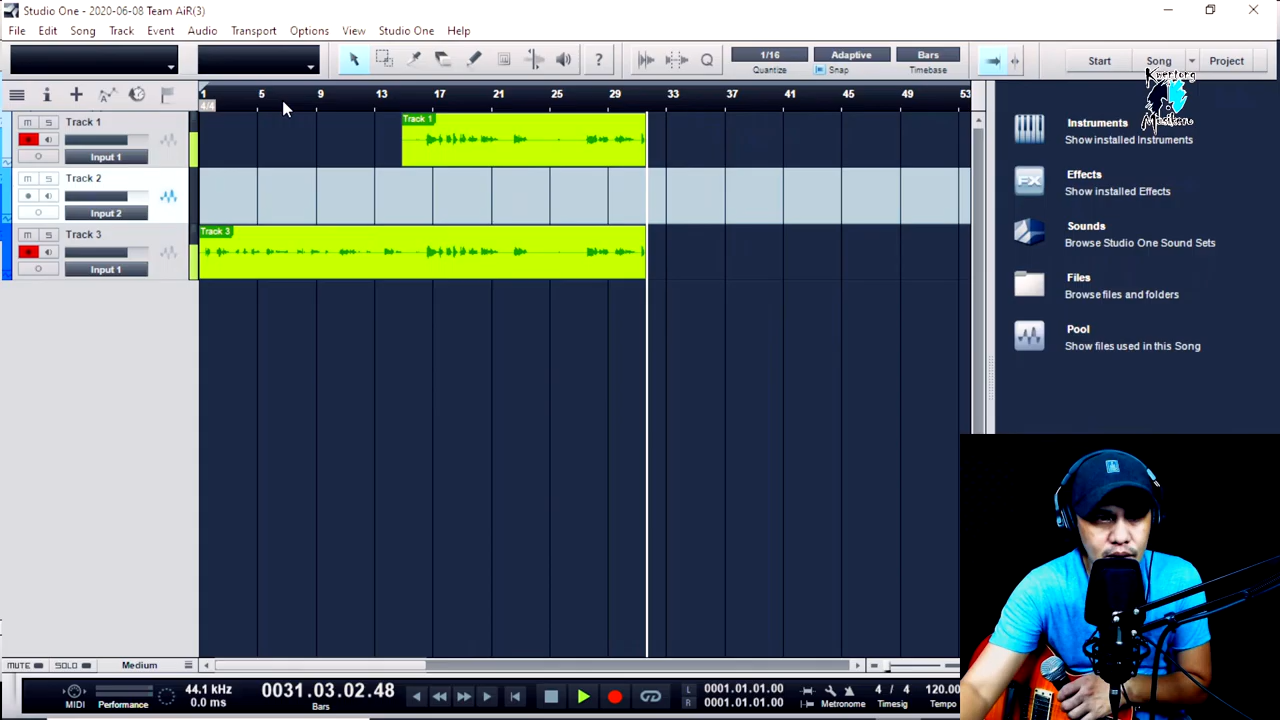 Studio One - 2020-06-08 Team AiR(3)
File Edit Song Track Event Audio Transport Options View Studio One Help
1/16 Adaptive Bars
Quantize Snap Timebase
? Start Song Project
1 5 9 13 17 21 25 29 33 37 41 45 49 53
4/4
Kwentong Musikero
M S Track 1
Input 1
Track 1
M S Track 2
Input 2
M S Track 3
Input 1
Track 3
Instruments
Show installed Instruments
FX
Effects
Show installed Effects
Sounds
Browse Studio One Sound Sets
Files
Browse files and folders
Pool
Show files used in this Song
MUTE SOLO Medium
MIDI Performance
44.1 kHz
0.0 ms
0031.03.02.48
Bars
L 0001.01.01.00
R 0001.01.01.00
Metronome
4 / 4
Timesig
120.00
Tempo